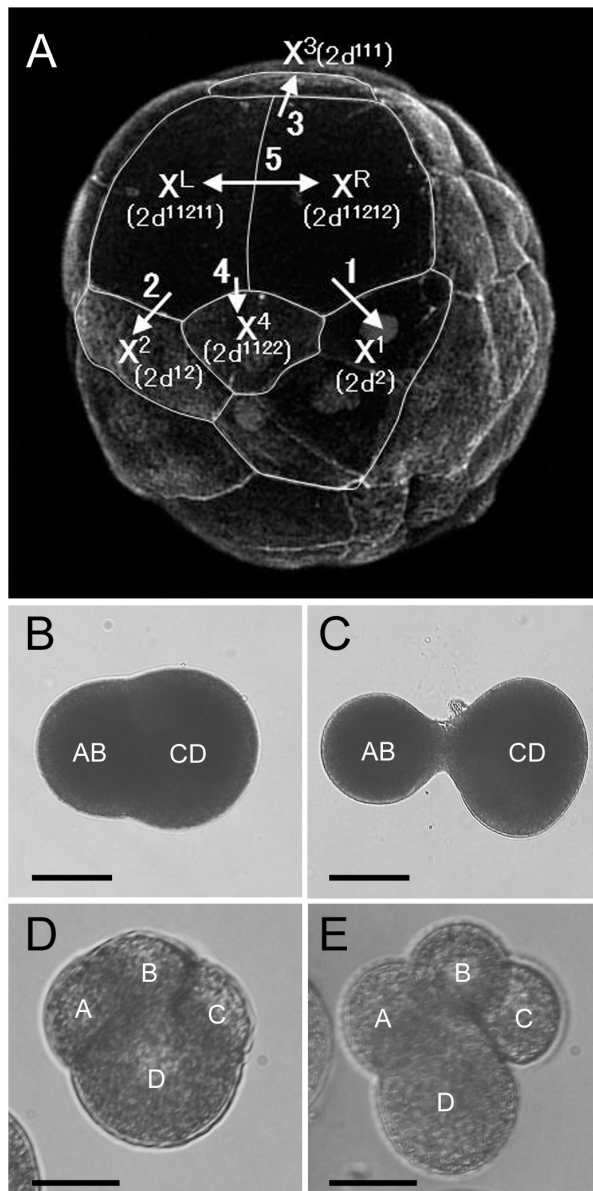 A
X³(2d¹¹¹)
3
5
Xᴸ
(2d¹¹²¹¹)
Xᴿ
(2d¹¹²¹²)
2
4
1
X²
(2d¹²)
X⁴
(2d¹¹²²)
X¹
(2d²)
B
AB
CD
C
AB
CD
D
A
B
C
D
E
A
B
C
D